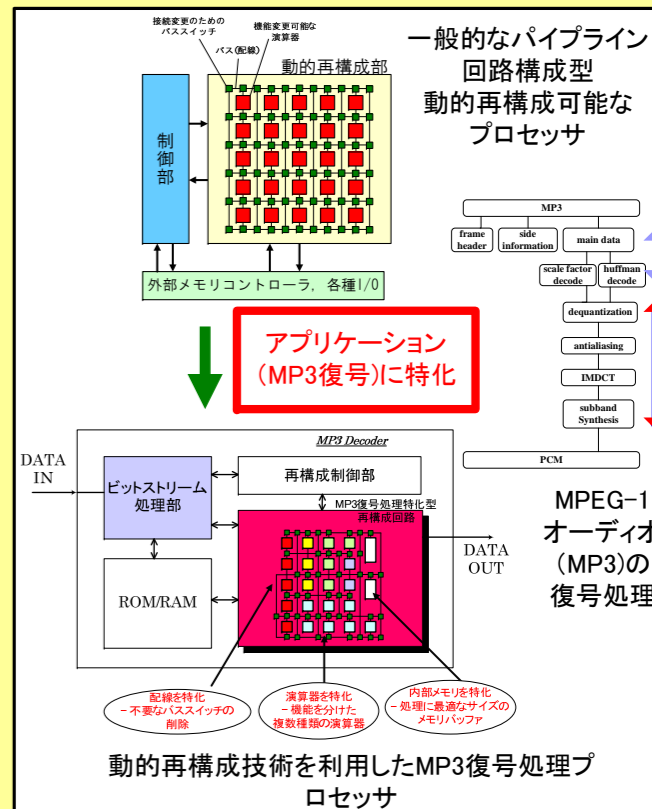 接続変更のための
バススイッチ
機能変更可能な
演算器
バス(配線)
動的再構成部
制
御
部
外部メモリコントローラ, 各種I/O
一般的なパイプライン
回路構成型
動的再構成可能な
プロセッサ
アプリケーション
(MP3復号)に特化
MP3
frame
header
side
information
main data
scale factor
decode
huffman
decode
dequantization
antialiasing
IMDCT
subband
Synthesis
PCM
MPEG-1
オーディオ
(MP3)の
復号処理
MP3 Decoder
DATA
IN
ビットストリーム
処理部
再構成制御部
MP3復号処理特化型
再構成回路
ROM/RAM
DATA
OUT
配線を特化
－不要なバススイッチの
削除
演算器を特化
－機能を分けた
複数種類の演算器
内部メモリを特化
－処理に最適なサイズの
メモリバッファ
動的再構成技術を利用したMP3復号処理プ
ロセッサ